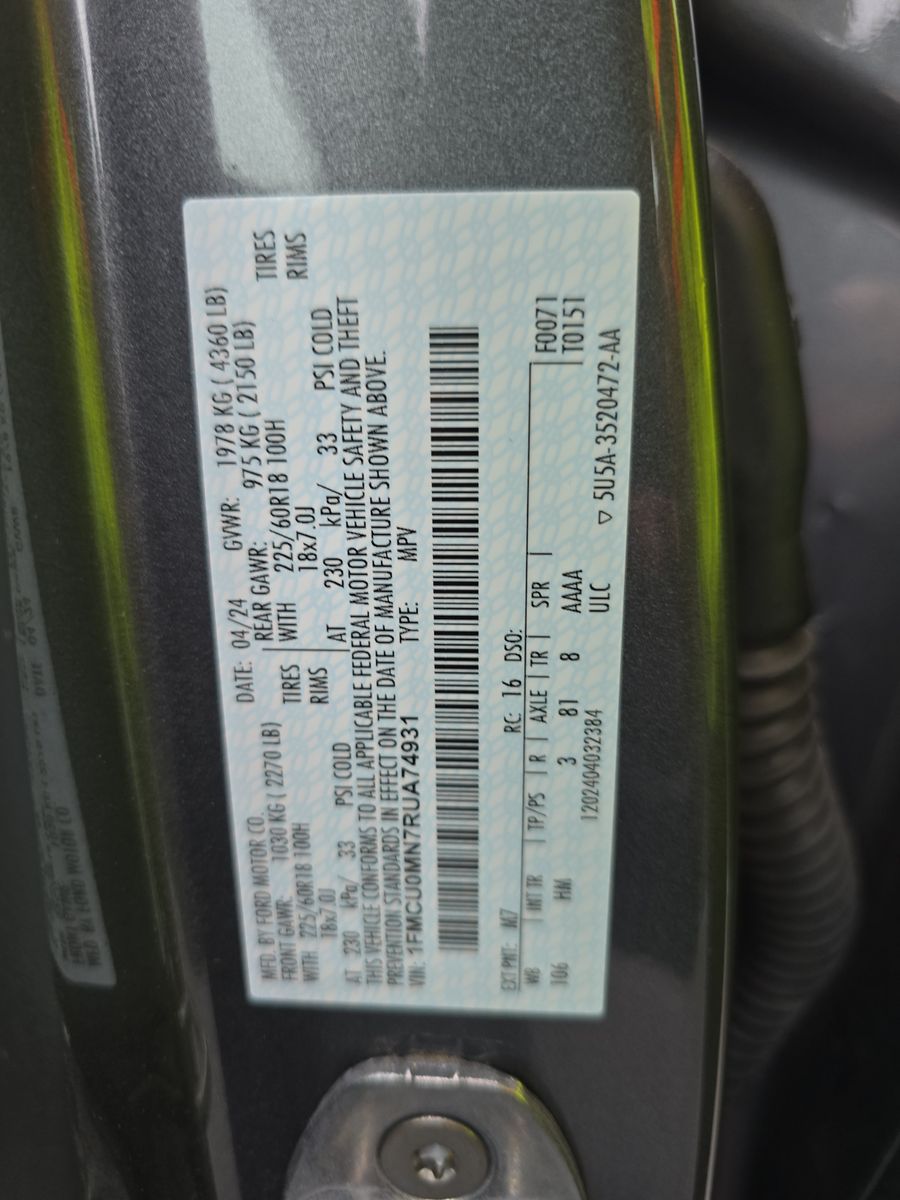 MFD. BY FORD MOTOR CO.
DATE: 04/24 GVWR: 1978 KG ( 4360 LB)
FRONT GAWR: 1030 KG ( 2270 LB) REAR GAWR: 975 KG ( 2150 LB)
WITH 225/60R18 100H TIRES WITH 225/60R18 100H TIRES
18x7.0J RIMS 18x7.0J RIMS
AT 230 kPa/ 33 PSI COLD AT 230 kPa/ 33 PSI COLD
THIS VEHICLE CONFORMS TO ALL APPLICABLE FEDERAL MOTOR VEHICLE SAFETY AND THEFT
PREVENTION STANDARDS IN EFFECT ON THE DATE OF MANUFACTURE SHOWN ABOVE.
VIN: 1FMCU0MN7RUA74931 TYPE: MPV
EXT PNT: M7 RC: 16 DSO:
WB | INT TR | TP/PS | R | AXLE | TR | SPR | F0071
106 HM 3 81 8 AAAA T0151
ULC
1202404032384 ▽ 5U5A-3520472-AA